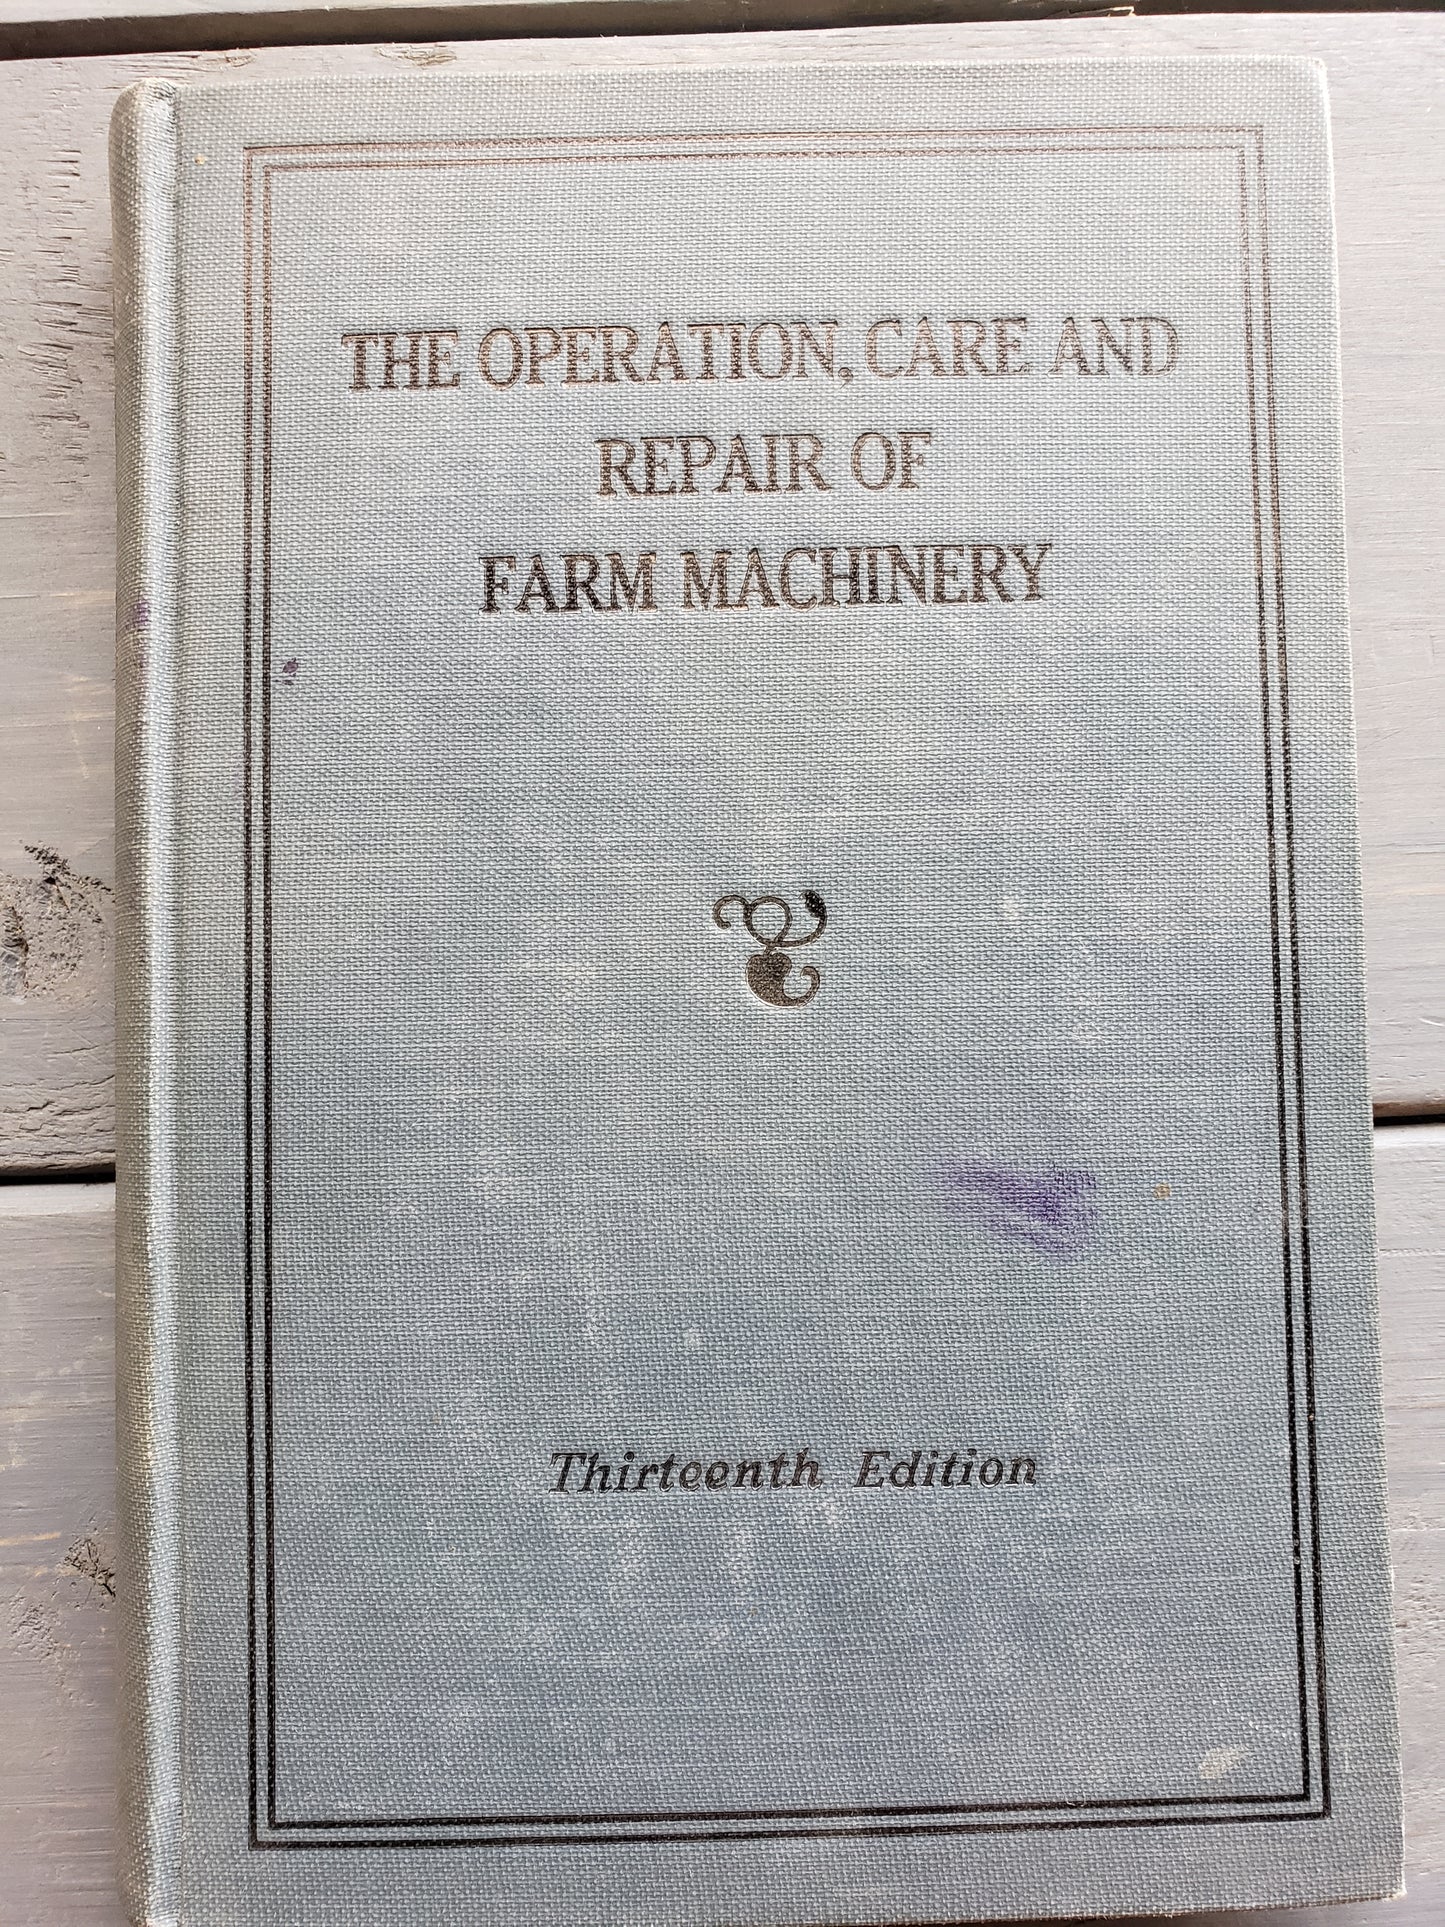 THE OPERATION, CARE AND
REPAIR OF
FARM MACHINERY
Thirteenth Edition